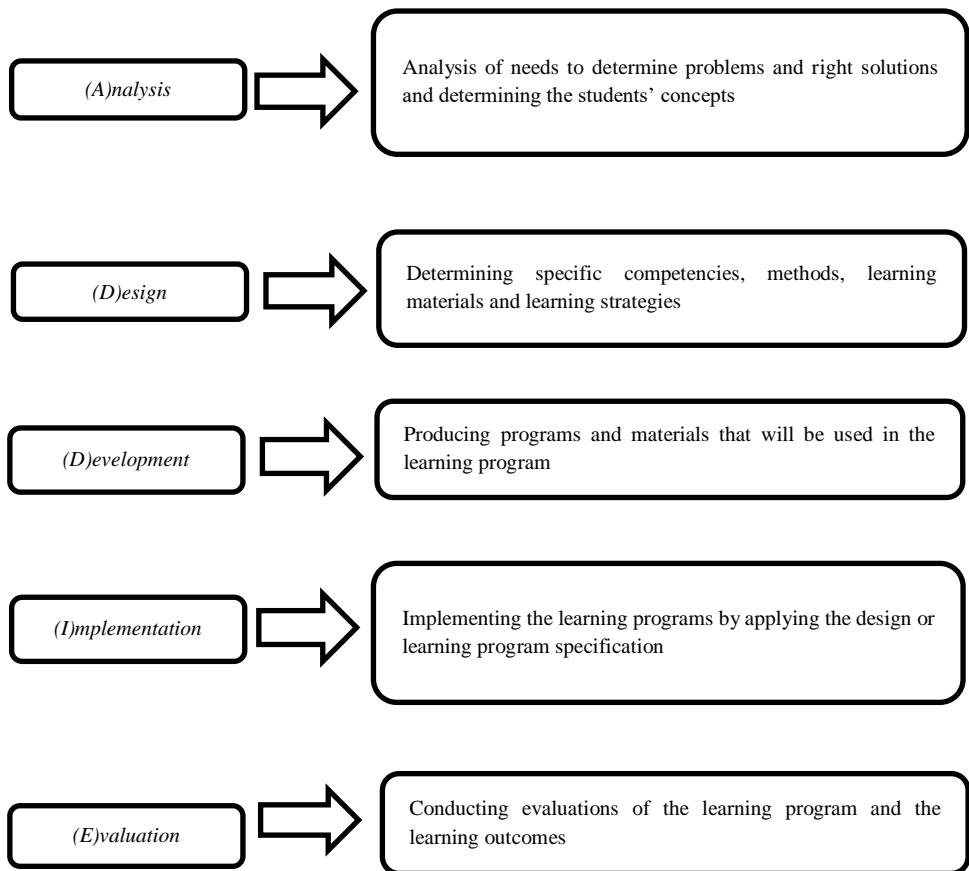 (A)nalysis
Analysis of needs to determine problems and right solutions
and determining the students’ concepts
(D)esign
Determining specific competencies, methods, learning
materials and learning strategies
(D)evelopment
Producing programs and materials that will be used in the
learning program
(I)mplementation
Implementing the learning programs by applying the design or
learning program specification
(E)valuation
Conducting evaluations of the learning program and the
learning outcomes